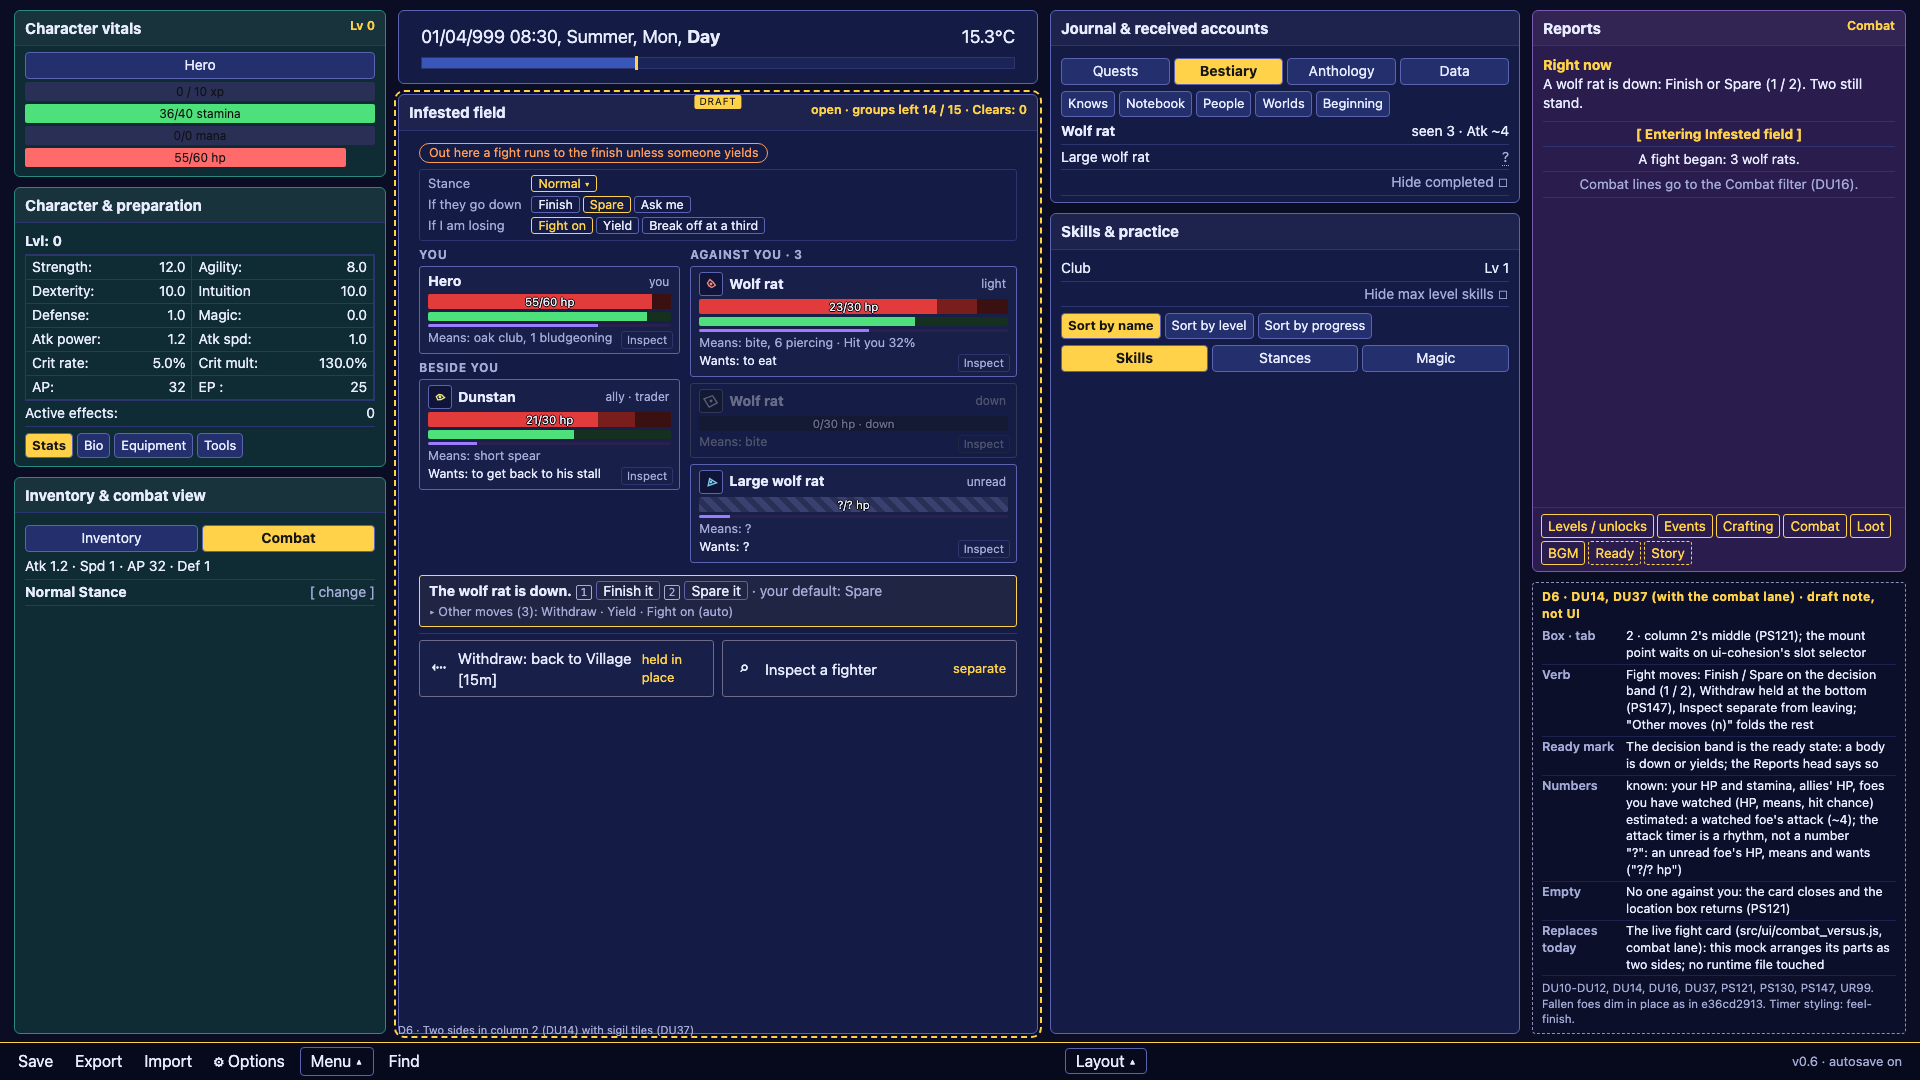 Character vitals
Lv 0
Hero
0 / 10 xp
36/40 stamina
0/0 mana
55/60 hp
Character & preparation
Lvl: 0
Strength: 12.0 Agility: 8.0
Dexterity: 10.0 Intuition 10.0
Defense: 1.0 Magic: 0.0
Atk power: 1.2 Atk spd: 1.0
Crit rate: 5.0% Crit mult: 130.0%
AP: 32 EP : 25
Active effects: 0
Stats Bio Equipment Tools
Inventory & combat view
Inventory Combat
Atk 1.2 · Spd 1 · AP 32 · Def 1
Normal Stance [ change ]
01/04/999 08:30, Summer, Mon, Day 15.3°C
DRAFT
Infested field open · groups left 14 / 15 · Clears: 0
Out here a fight runs to the finish unless someone yields
Stance Normal ▾
If they go down Finish Spare Ask me
If I am losing Fight on Yield Break off at a third
YOU
Hero you
55/60 hp
Means: oak club, 1 bludgeoning Inspect
BESIDE YOU
Dunstan ally · trader
21/30 hp
Means: short spear
Wants: to get back to his stall Inspect
AGAINST YOU · 3
Wolf rat light
23/30 hp
Means: bite, 6 piercing · Hit you 32%
Wants: to eat Inspect
Wolf rat down
0/30 hp · down
Means: bite Inspect
Large wolf rat unread
?/? hp
Means: ?
Wants: ? Inspect
The wolf rat is down. 1 Finish it 2 Spare it · your default: Spare
▸ Other moves (3): Withdraw · Yield · Fight on (auto)
Withdraw: back to Village [15m] held in place
Inspect a fighter separate
D6 · Two sides in column 2 (DU14) with sigil tiles (DU37)
Journal & received accounts
Quests Bestiary Anthology Data
Knows Notebook People Worlds Beginning
Wolf rat seen 3 · Atk ~4
Large wolf rat ?
Hide completed □
Skills & practice
Club Lv 1
Hide max level skills □
Sort by name Sort by level Sort by progress
Skills Stances Magic
Reports Combat
Right now
A wolf rat is down: Finish or Spare (1 / 2). Two still
stand.
[ Entering Infested field ]
A fight began: 3 wolf rats.
Combat lines go to the Combat filter (DU16).
Levels / unlocks Events Crafting Combat Loot
BGM Ready Story
D6 · DU14, DU37 (with the combat lane) · draft note,
not UI
Box · tab 2 · column 2's middle (PS121); the mount
point waits on ui-cohesion's slot selector
Verb Fight moves: Finish / Spare on the decision
band (1 / 2), Withdraw held at the bottom
(PS147), Inspect separate from leaving;
"Other moves (n)" folds the rest
Ready mark The decision band is the ready state: a body
is down or yields; the Reports head says so
Numbers known: your HP and stamina, allies' HP, foes
you have watched (HP, means, hit chance)
estimated: a watched foe's attack (~4); the
attack timer is a rhythm, not a number
"?": an unread foe's HP, means and wants
("?/? hp")
Empty No one against you: the card closes and the
location box returns (PS121)
Replaces today The live fight card (src/ui/combat_versus.js,
combat lane): this mock arranges its parts as
two sides; no runtime file touched
DU10-DU12, DU14, DU16, DU37, PS121, PS130, PS147, UR99.
Fallen foes dim in place as in e36cd2913. Timer styling: feel-
finish.
Save Export Import ⚙ Options Menu ▴ Find Layout ▴ v0.6 · autosave on